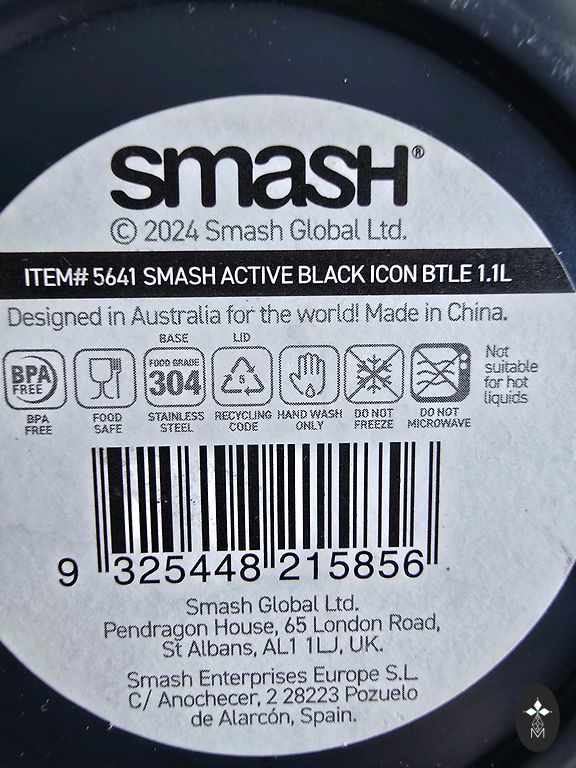 smasH®
© 2024 Smash Global Ltd.
ITEM# 5641 SMASH ACTIVE BLACK ICON BTLE 1.1L
Designed in Australia for the world! Made in China.
BASE LID
BPA FREE
FOOD GRADE
304
5
Not suitable for hot liquids
BPA FREE
FOOD SAFE
STAINLESS STEEL
RECYCLING CODE
HAND WASH ONLY
DO NOT FREEZE
DO NOT MICROWAVE
9 325448 215856
Smash Global Ltd.
Pendragon House, 65 London Road,
St Albans, AL1 1LJ, UK.
Smash Enterprises Europe S.L.
C/ Anochecer, 2 28223 Pozuelo
de Alarcón, Spain.
M